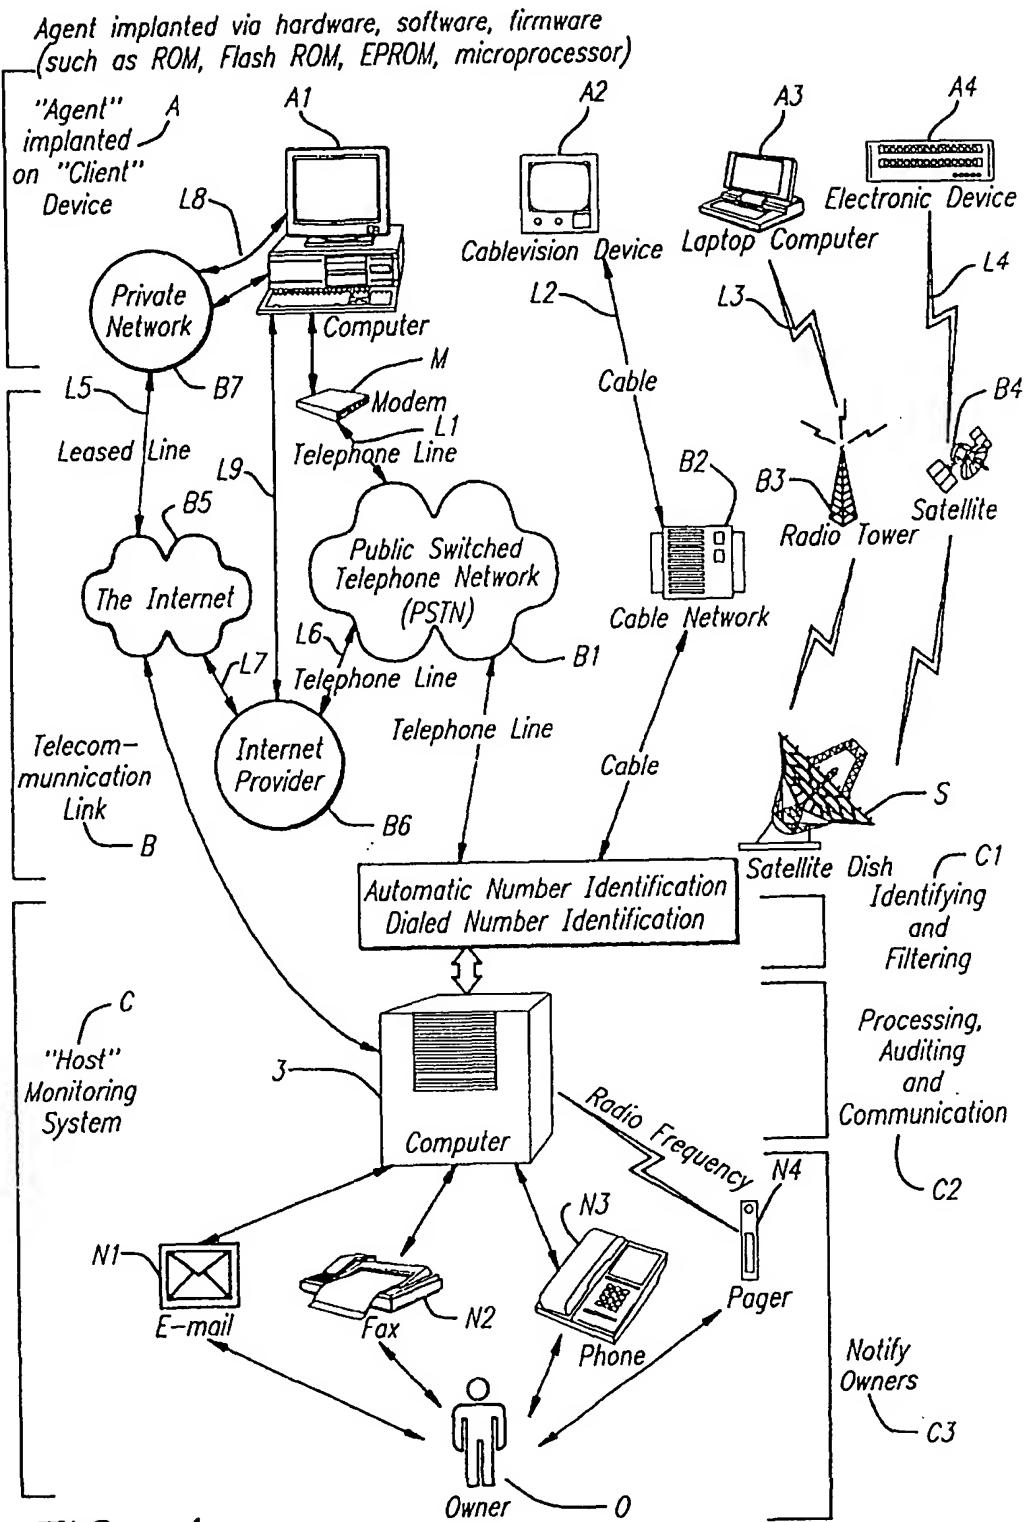 Agent implanted via hardware, software, firmware
(such as ROM, Flash ROM, EPROM, microprocessor)
"Agent"
implanted
on "Client"
Device
A
A1
A2
A3
A4
L8
Private
Network
Computer
Cablevision Device
Laptop Computer
Electronic Device
L2
L3
L4
M
Modem
L5
B7
Leased Line
L1
Telephone Line
Cable
B4
L9
B5
B2
B3
Radio Tower
Satellite
The Internet
Public Switched
Telephone Network
(PSTN)
Cable Network
L6
B1
L7
Telephone Line
Telephone Line
Cable
Internet
Provider
Telecom-
munnication
Link
B
B6
S
Satellite Dish
Automatic Number Identification
Dialed Number Identification
C1
Identifying
and
Filtering
C
"Host"
Monitoring
System
3
Computer
Radio Frequency
Processing,
Auditing
and
Communication
C2
N1
E-mail
N2
Fax
N3
Phone
N4
Pager
Notify
Owners
C3
Owner
O